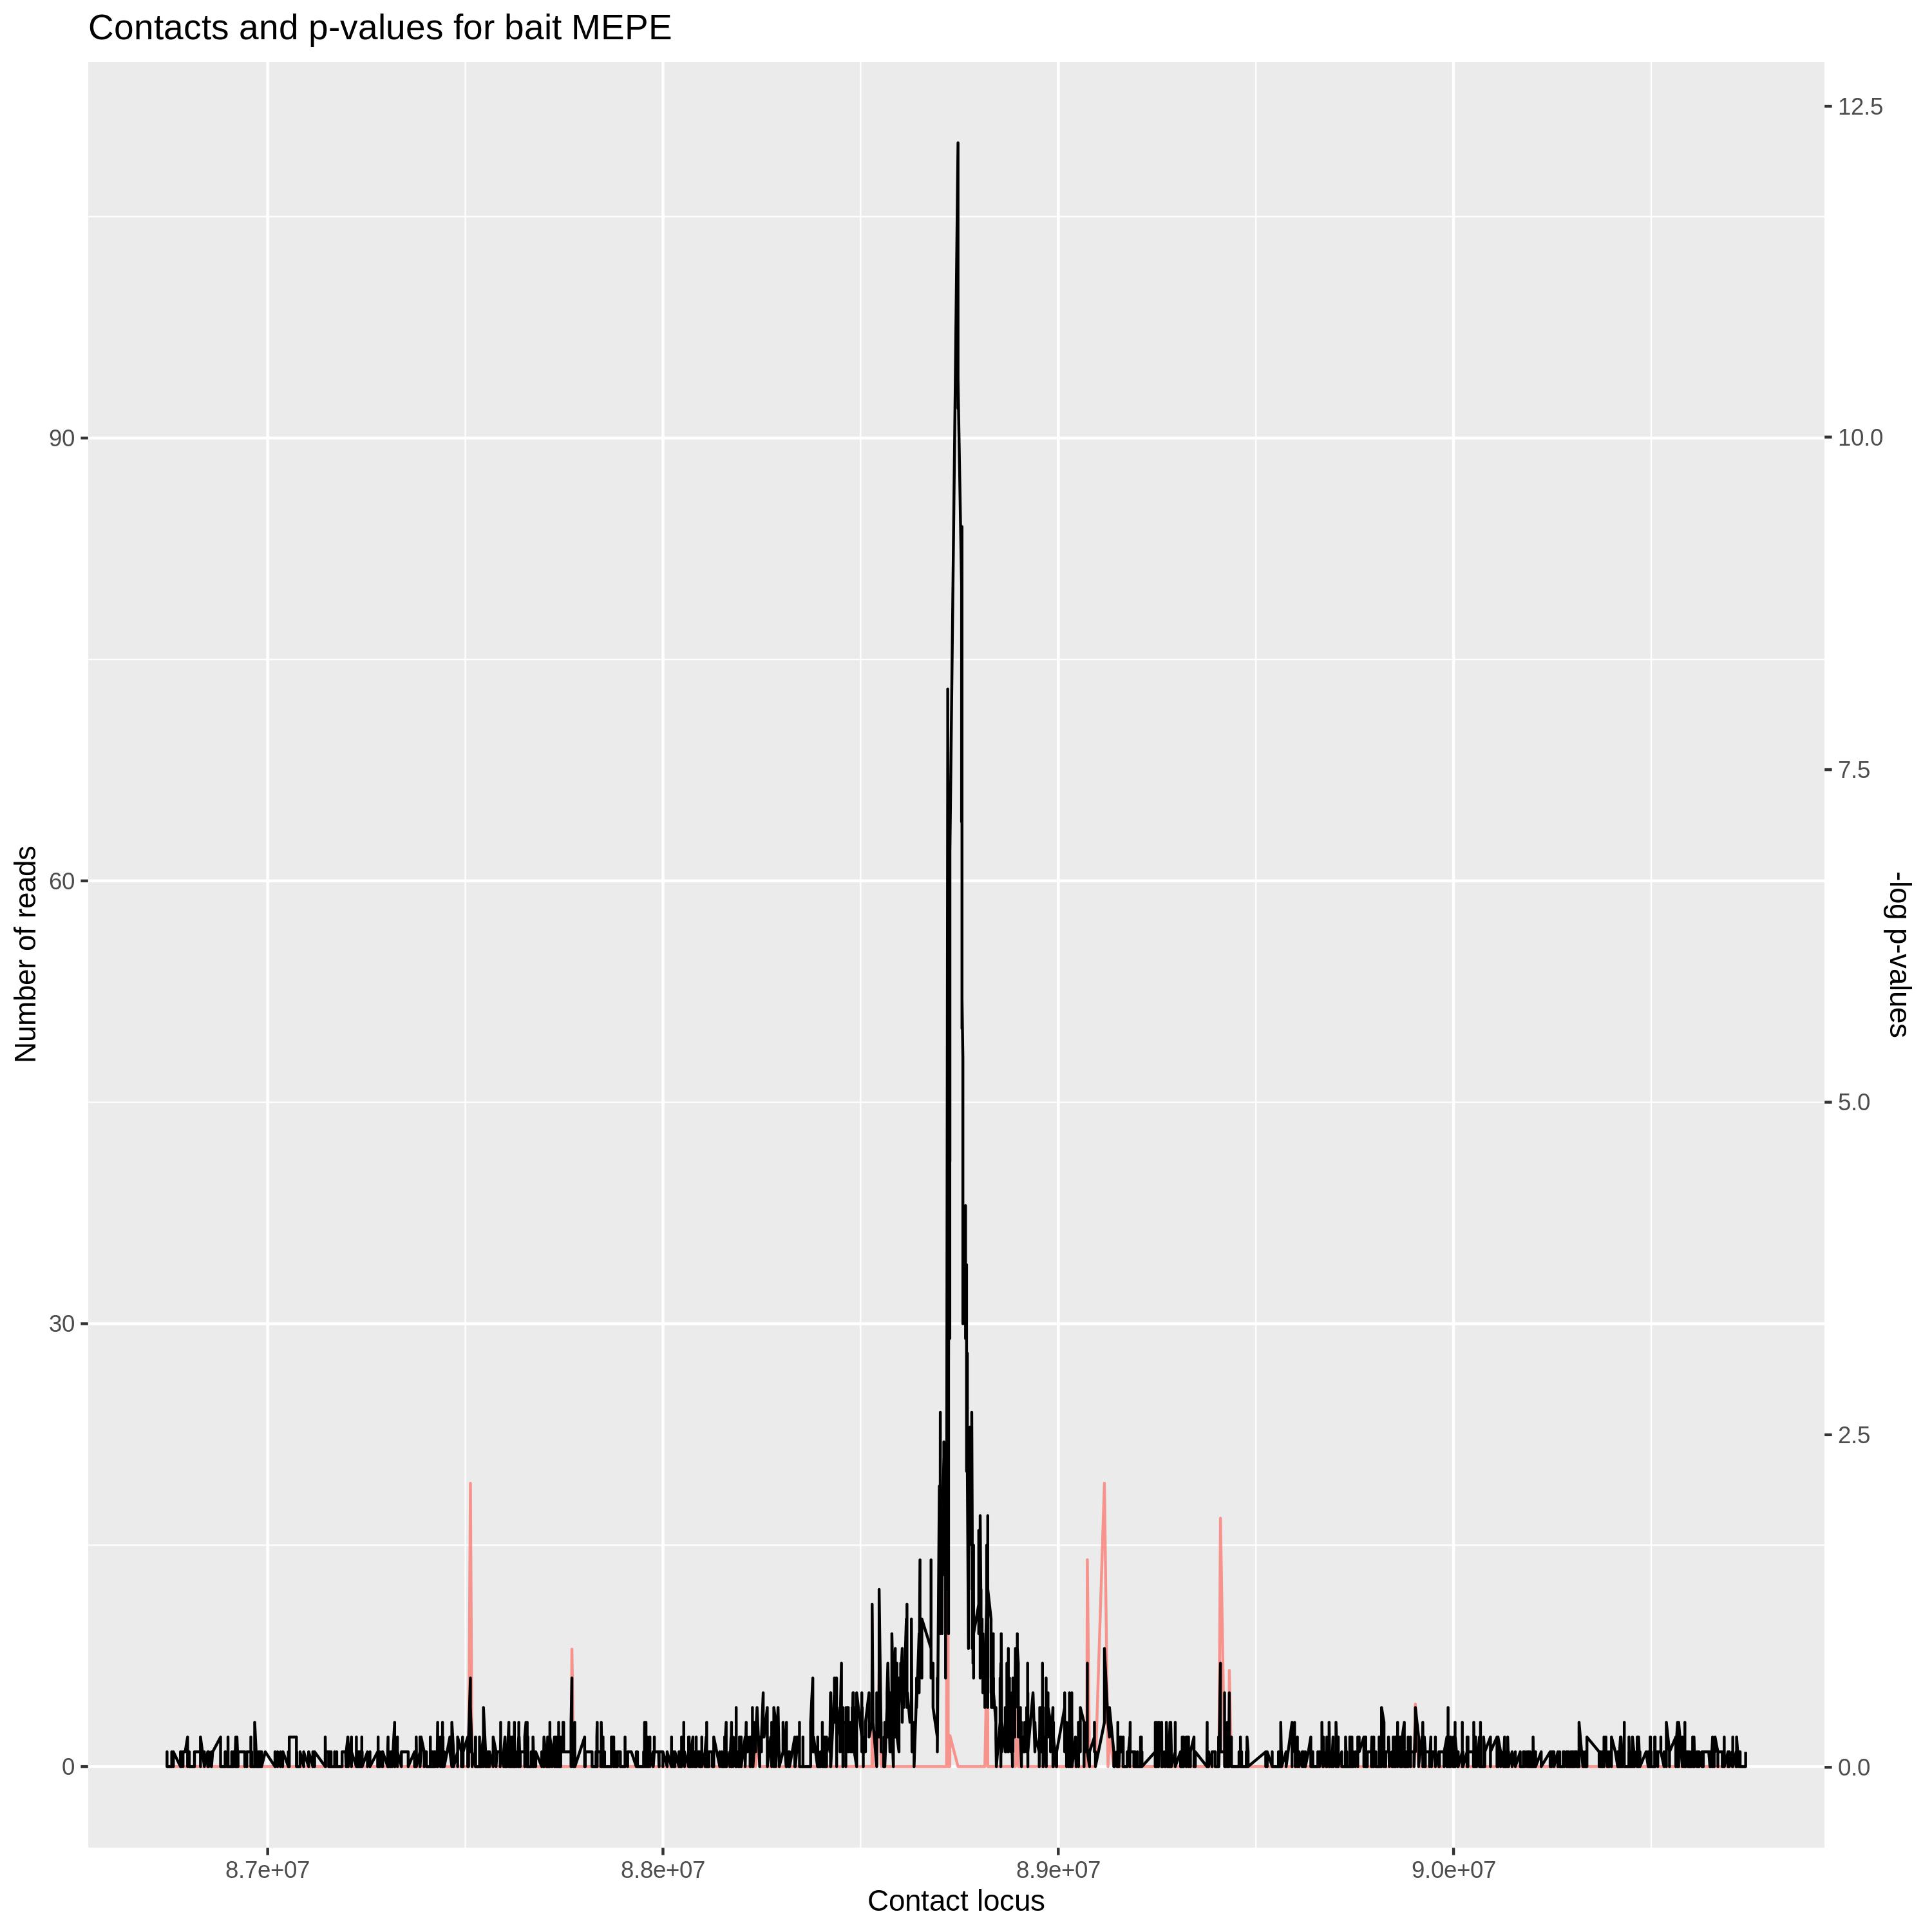 Contacts and p-values for bait MEPE
Number of reads
90
60
30
0
12.5
10.0
7.5
5.0
2.5
0.0
-log p-values
8.7e+07
8.8e+07
8.9e+07
9.0e+07
Contact locus